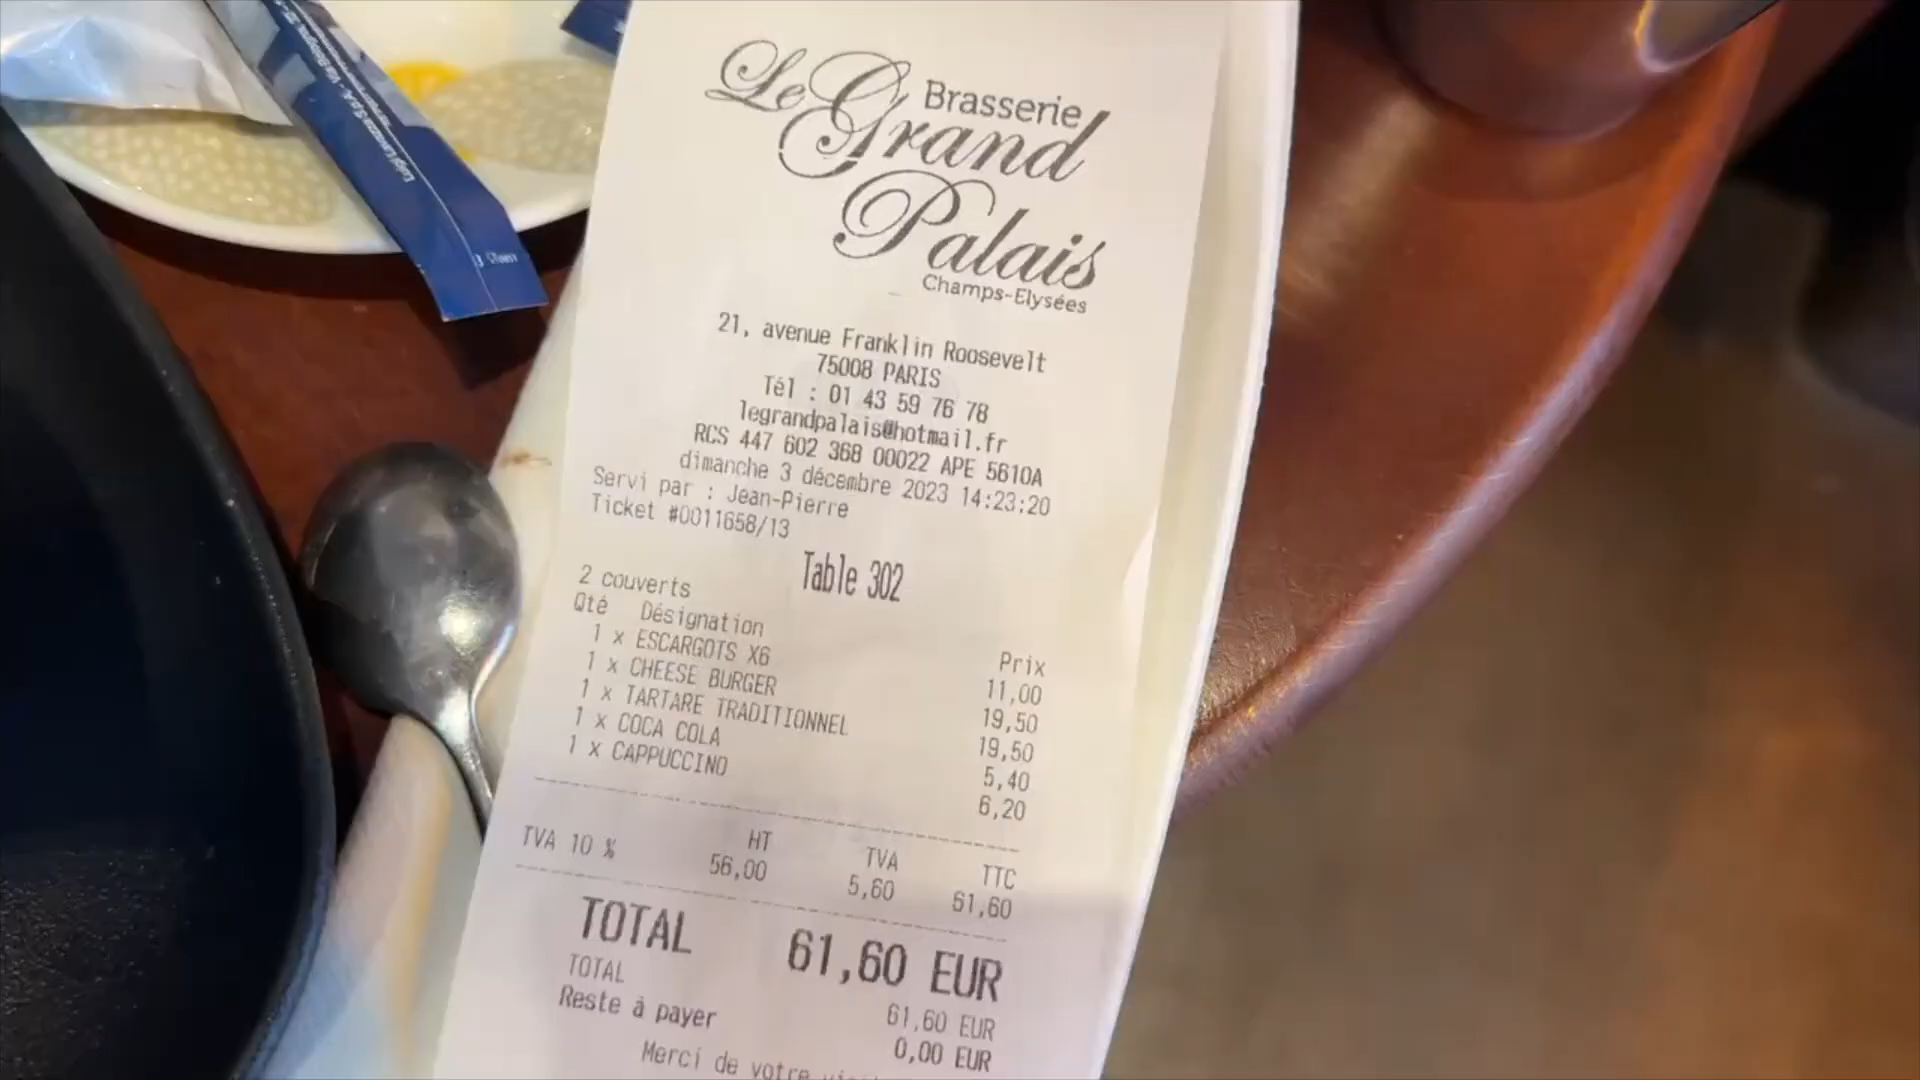 Brasserie
Le Grand
Palais
Champs-Elysées
21, avenue Franklin Roosevelt
75008 PARIS
Tél : 01 43 59 76 78
legrandpalais@hotmail.fr
RCS 447 602 368 00022 APE 5610A
dimanche 3 décembre 2023 14:23:20
Servi par : Jean-Pierre
Ticket #0011658/13
Table 302
2 couverts
Qté Désignation Prix
1 x ESCARGOTS X6 11,00
1 x CHEESE BURGER 19,50
1 x TARTARE TRADITIONNEL 19,50
1 x COCA COLA 5,40
1 x CAPPUCCINO 6,20
HT TVA TTC
TVA 10 % 56,00 5,60 61,60
TOTAL 61,60 EUR
TOTAL 61,60 EUR
Reste à payer 0,00 EUR
Merci de votre
Luigi Lavazza S.p.A. - Via Bologna